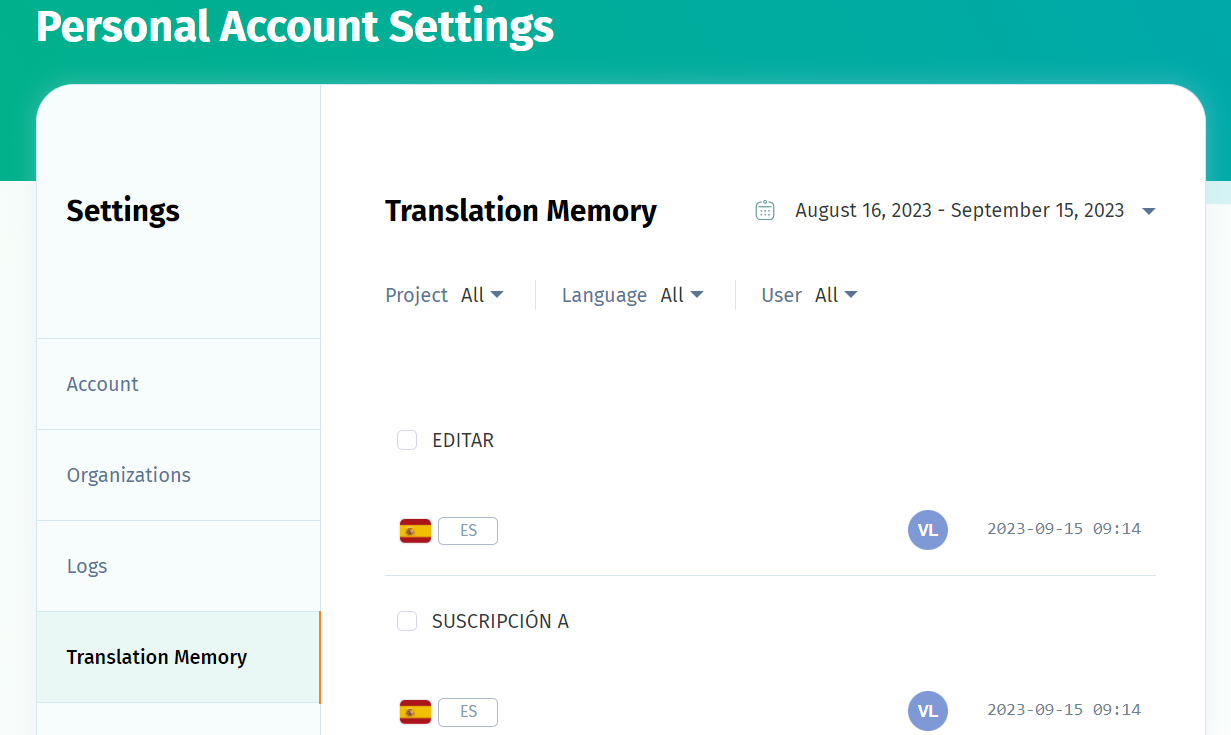 Personal Account Settings
Settings
Account
Organizations
Logs
Translation Memory
Translation Memory
August 16, 2023 - September 15, 2023
Project All Language All User All
EDITAR
ES VL 2023-09-15 09:14
SUSCRIPCIÓN A
ES VL 2023-09-15 09:14